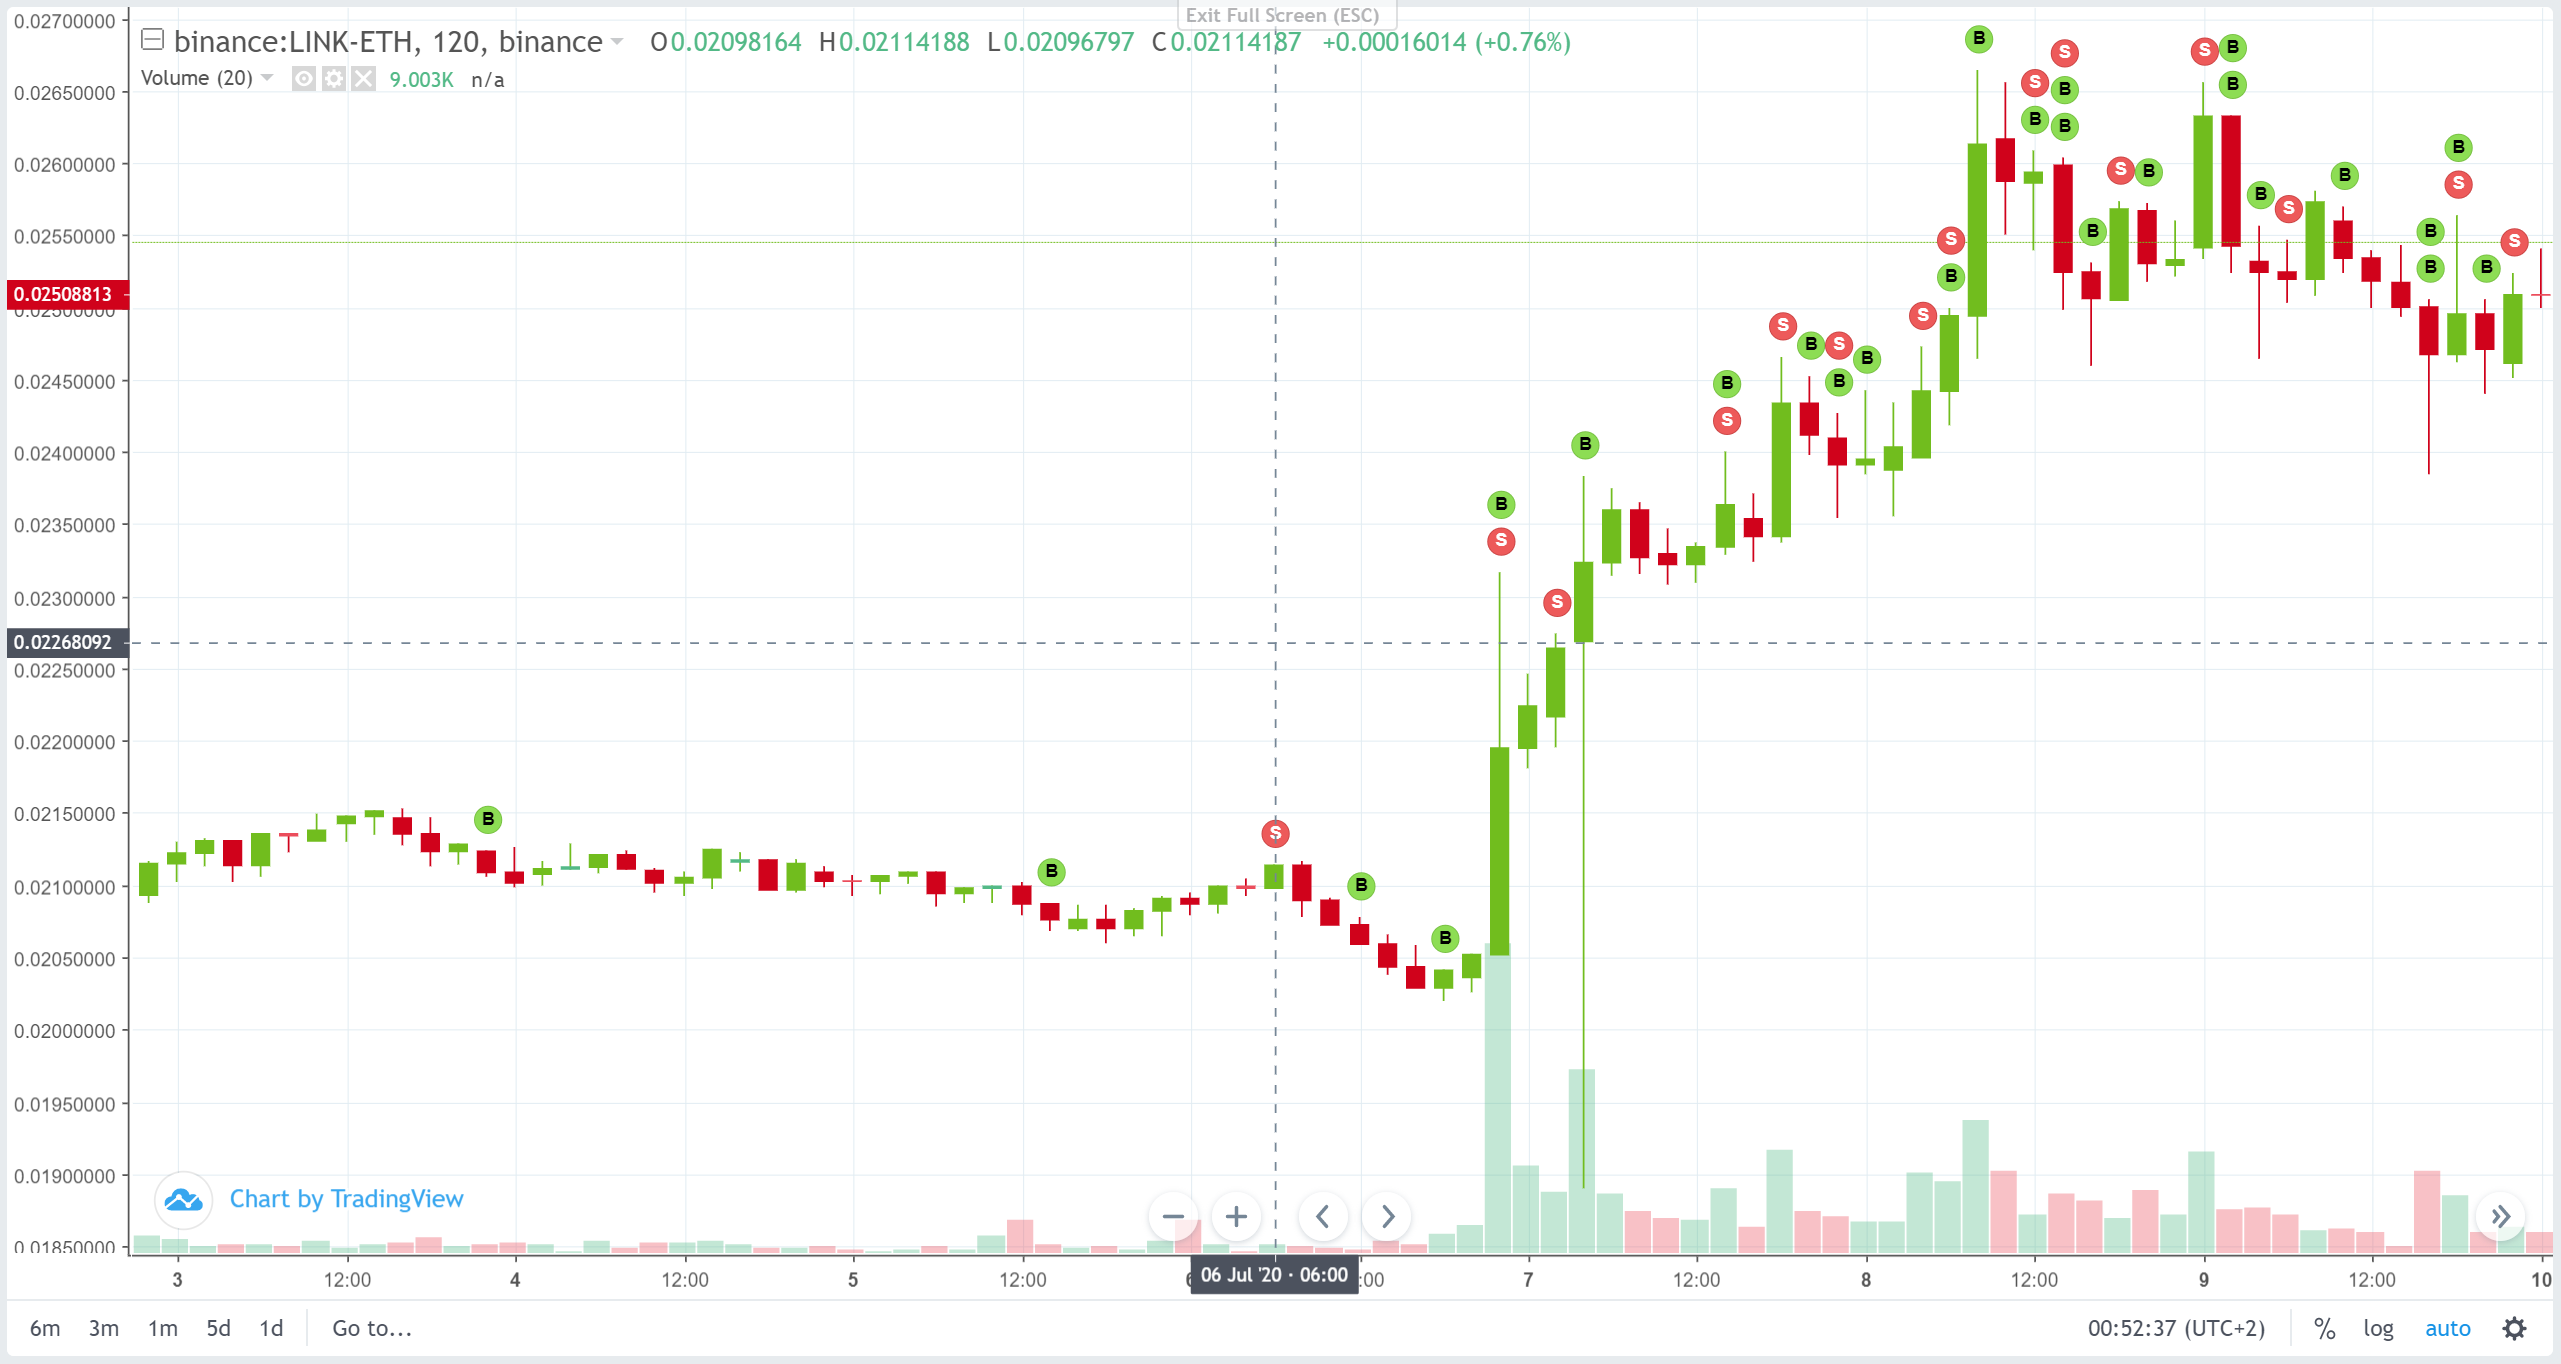 Exit Full Screen (ESC)
binance:LINK-ETH, 120, binance O0.02098164 H0.02114188 L0.02096797 C0.02114187 +0.00016014 (+0.76%)
Volume (20) 9.003K n/a
0.02700000
0.02650000
0.02600000
0.02550000
0.02508813
0.02500000
0.02450000
0.02400000
0.02350000
0.02300000
0.02268092
0.02250000
0.02200000
0.02150000
0.02100000
0.02050000
0.02000000
0.01950000
0.01900000
0.01850000
B
S
B B
S B S B
B
S B B
S B
B
S
B
S
B
B
B
B
S B
B
S
B
B
S
S
B S
B B
S
B
S
B
B
S
B
S
B
S
B
B
S
B
B
Chart by TradingView
3 12:00 4 12:00 5 12:00 06 Jul '20 · 06:00 :00 7 12:00 8 12:00 9 12:00 10
6m 3m 1m 5d 1d Go to... 00:52:37 (UTC+2) % log auto